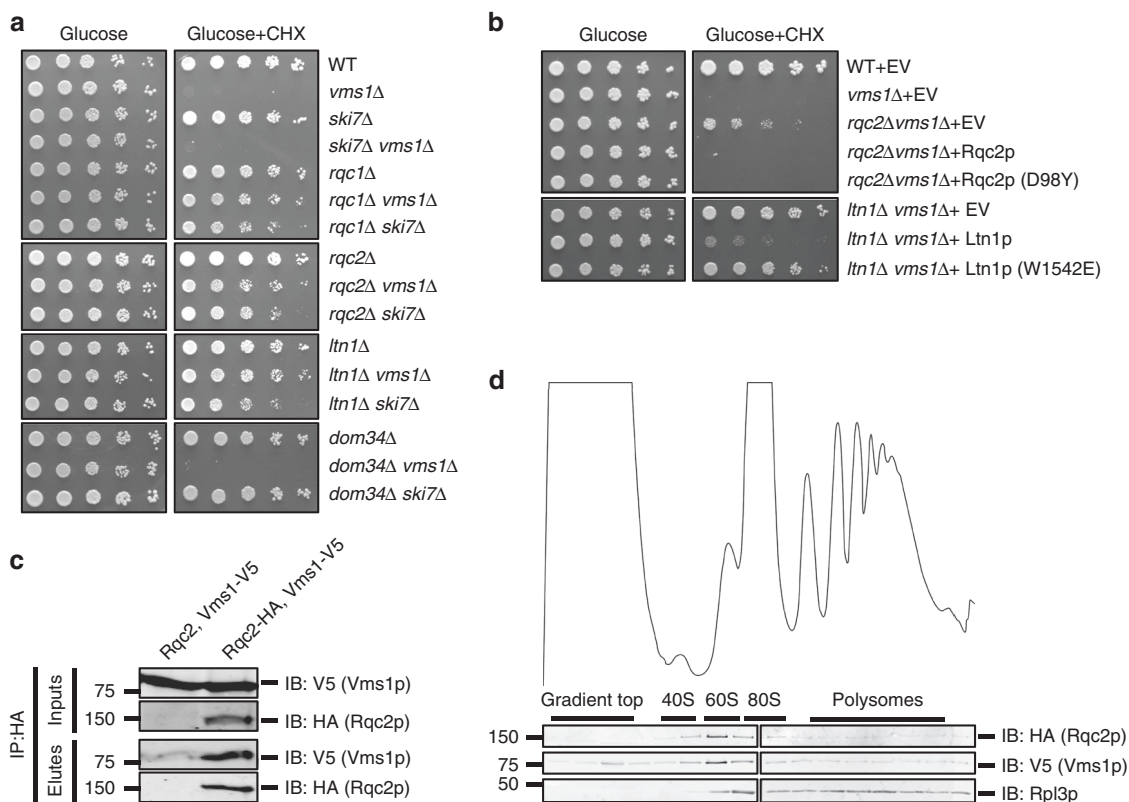 a
Glucose Glucose+CHX
WT
vms1Δ
ski7Δ
ski7Δ vms1Δ
rqc1Δ
rqc1Δ vms1Δ
rqc1Δ ski7Δ
rqc2Δ
rqc2Δ vms1Δ
rqc2Δ ski7Δ
ltn1Δ
ltn1Δ vms1Δ
ltn1Δ ski7Δ
dom34Δ
dom34Δ vms1Δ
dom34Δ ski7Δ
b
Glucose Glucose+CHX
WT+EV
vms1Δ+EV
rqc2Δvms1Δ+EV
rqc2Δvms1Δ+Rqc2p
rqc2Δvms1Δ+Rqc2p (D98Y)
ltn1Δ vms1Δ+ EV
ltn1Δ vms1Δ+ Ltn1p
ltn1Δ vms1Δ+ Ltn1p (W1542E)
c
Rqc2, Vms1-V5
Rqc2-HA, Vms1-V5
IP:HA
Inputs
75 IB: V5 (Vms1p)
150 IB: HA (Rqc2p)
Elutes
75 IB: V5 (Vms1p)
150 IB: HA (Rqc2p)
d
Gradient top 40S 60S 80S Polysomes
150 IB: HA (Rqc2p)
75 IB: V5 (Vms1p)
50 IB: Rpl3p